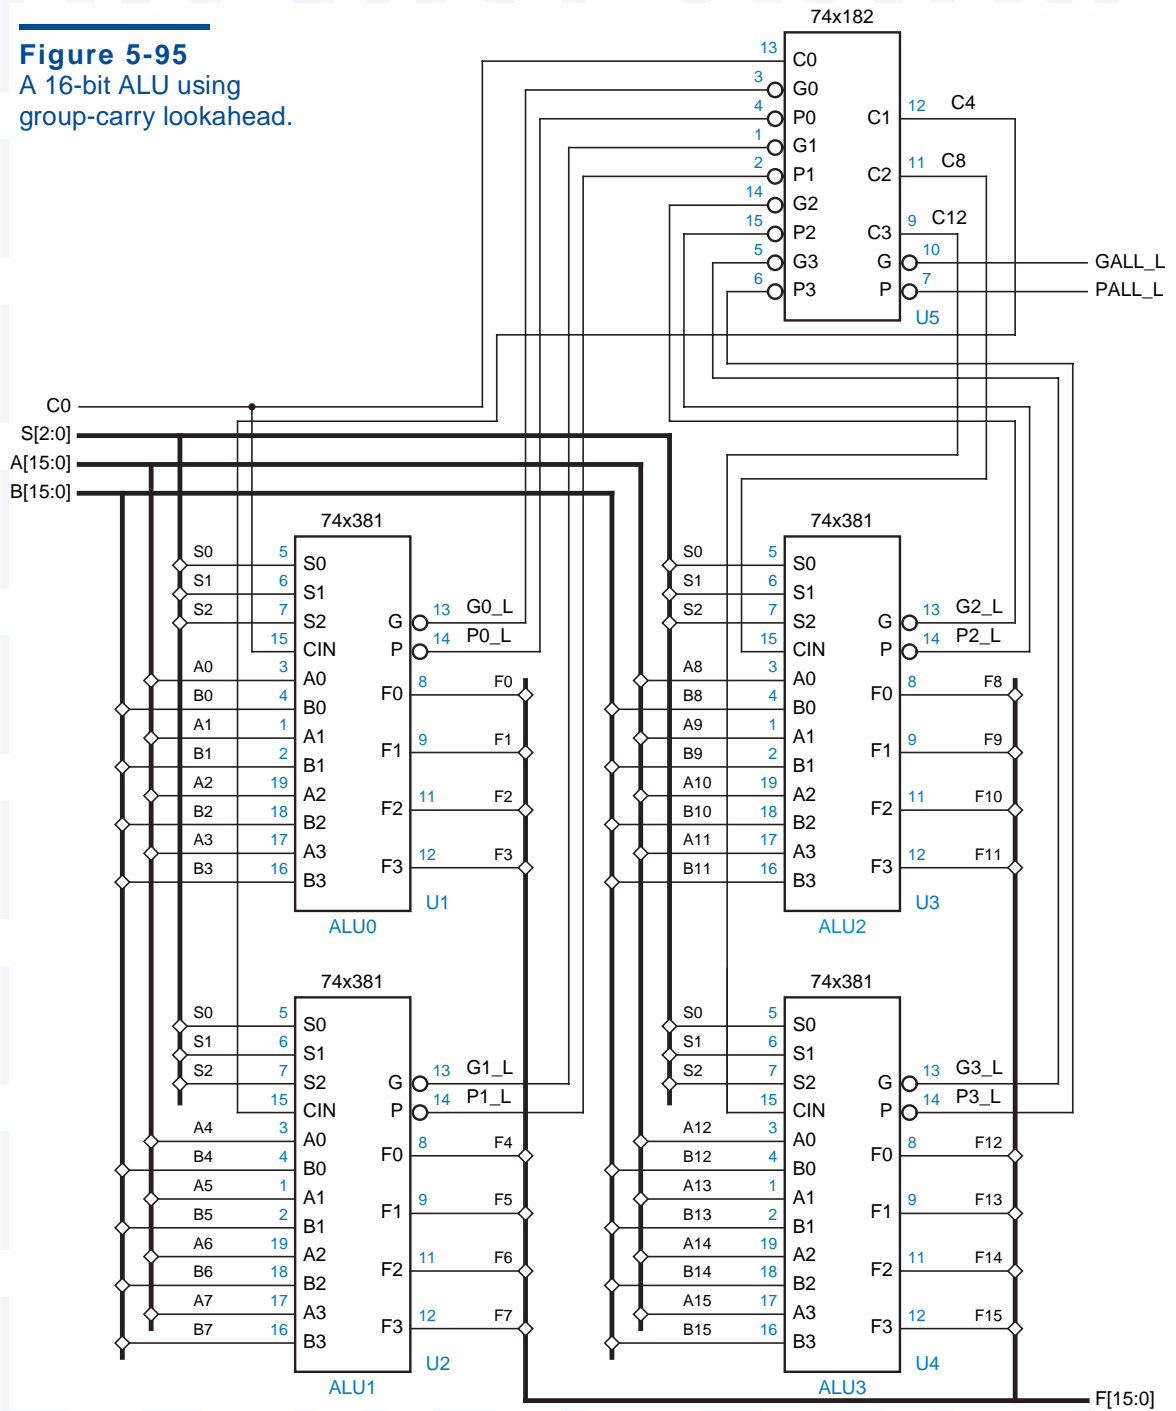 Figure 5-95
A 16-bit ALU using
group-carry lookahead.
74x182
13 C0
3 G0
4 P0 C1 12 C4
1 G1
2 P1 C2 11 C8
14 G2
15 P2 C3 9 C12
5 G3 G 10 GALL_L
6 P3 P 7 PALL_L
U5
C0
S[2:0]
A[15:0]
B[15:0]
74x381
S0 5 S0
S1 6 S1
S2 7 S2 G 13 G0_L
15 CIN P 14 P0_L
A0 3 A0
B0 4 B0 F0 8 F0
A1 1 A1
B1 2 B1 F1 9 F1
A2 19 A2
B2 18 B2 F2 11 F2
A3 17 A3
B3 16 B3 F3 12 F3
U1
ALU0
74x381
S0 5 S0
S1 6 S1
S2 7 S2 G 13 G2_L
15 CIN P 14 P2_L
A8 3 A0
B8 4 B0 F0 8 F8
A9 1 A1
B9 2 B1 F1 9 F9
A10 19 A2
B10 18 B2 F2 11 F10
A11 17 A3
B11 16 B3 F3 12 F11
U3
ALU2
74x381
S0 5 S0
S1 6 S1
S2 7 S2 G 13 G1_L
15 CIN P 14 P1_L
A4 3 A0
B4 4 B0 F0 8 F4
A5 1 A1
B5 2 B1 F1 9 F5
A6 19 A2
B6 18 B2 F2 11 F6
A7 17 A3
B7 16 B3 F3 12 F7
U2
ALU1
74x381
S0 5 S0
S1 6 S1
S2 7 S2 G 13 G3_L
15 CIN P 14 P3_L
A12 3 A0
B12 4 B0 F0 8 F12
A13 1 A1
B13 2 B1 F1 9 F13
A14 19 A2
B14 18 B2 F2 11 F14
A15 17 A3
B15 16 B3 F3 12 F15
U4
ALU3
F[15:0]